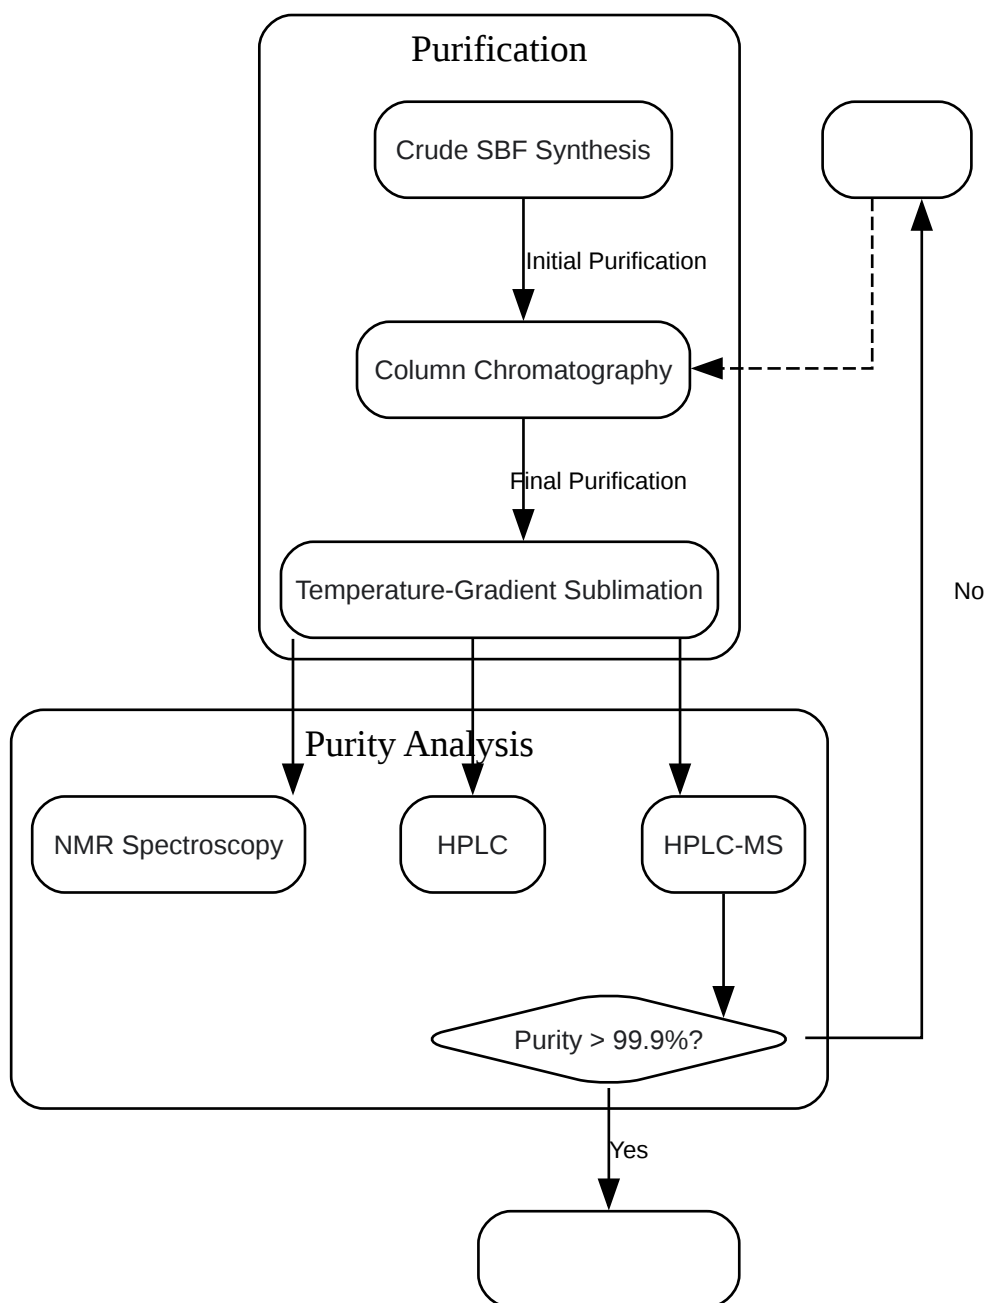 Purification
Crude SBF Synthesis
Initial Purification
Column Chromatography
Final Purification
Temperature-Gradient Sublimation
No
Purity Analysis
NMR Spectroscopy
HPLC
HPLC-MS
Purity > 99.9%?
Yes